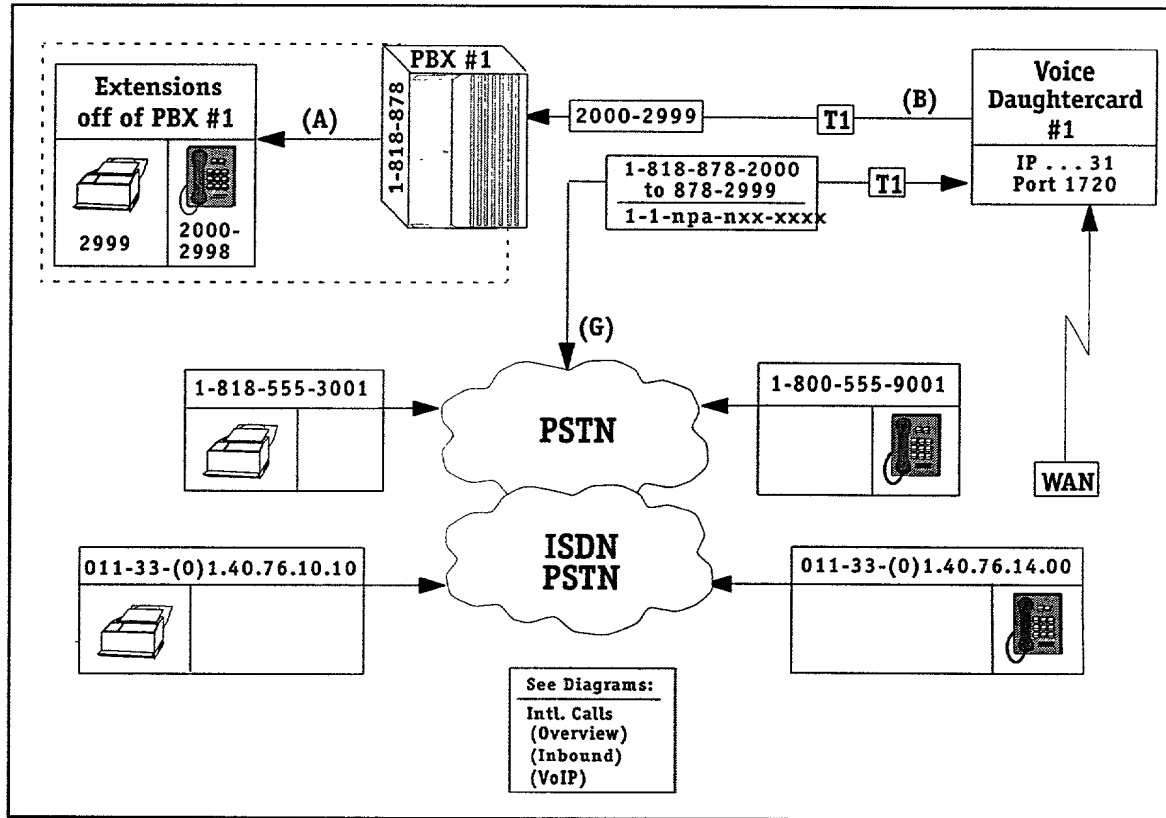 PBX #1
1-818-878
Extensions
off of PBX #1
2999
2000-
2998
(A)
2000-2999
T1
(B)
Voice
Daughtercard
#1
IP . . . 31
Port 1720
1-818-878-2000
to 878-2999
1-1-npa-nxx-xxxx
T1
(G)
1-818-555-3001
PSTN
1-800-555-9001
WAN
011-33-(0)1.40.76.10.10
ISDN
PSTN
011-33-(0)1.40.76.14.00
See Diagrams:
Intl. Calls
(Overview)
(Inbound)
(VoIP)